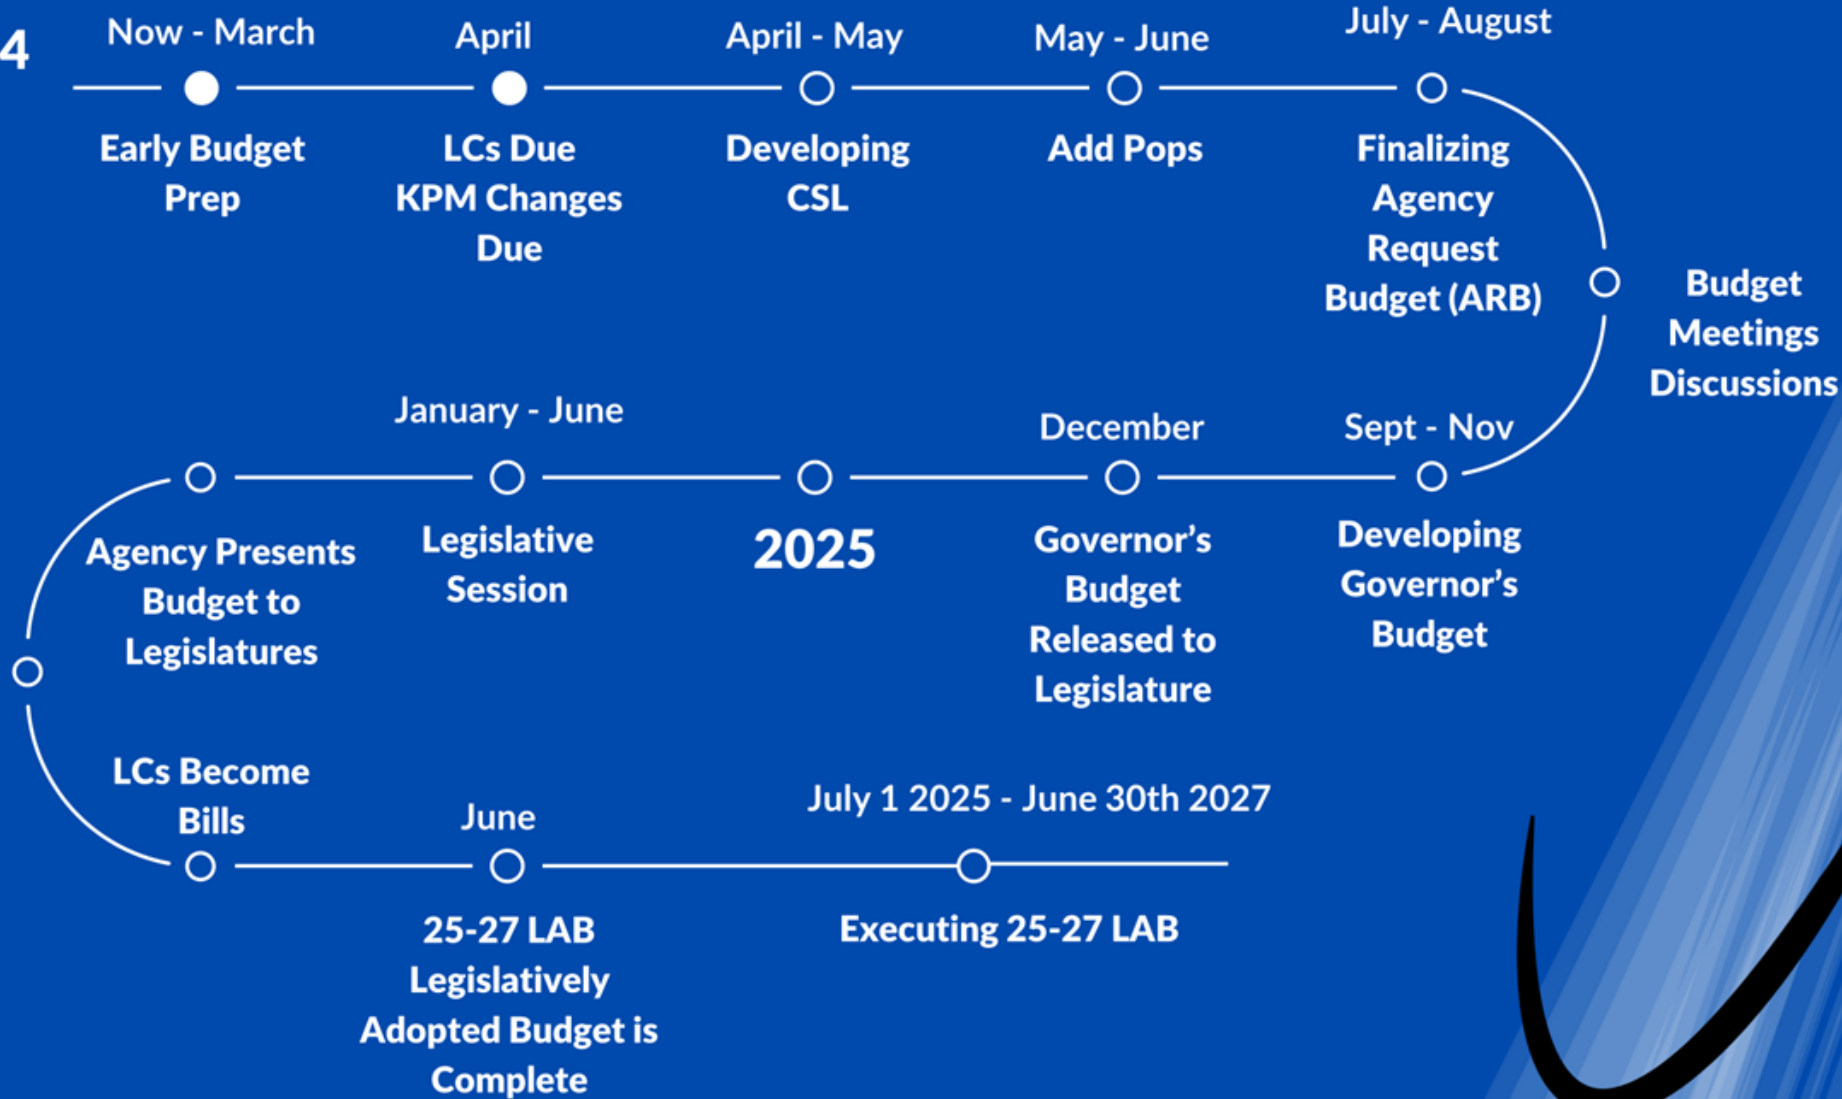 4
Now - March
Early Budget
Prep
April
LCs Due
KPM Changes
Due
April - May
Developing
CSL
May - June
Add Pops
July - August
Finalizing
Agency
Request
Budget (ARB)
Budget
Meetings
Discussions
Sept - Nov
Developing
Governor’s
Budget
December
Governor’s
Budget
Released to
Legislature
2025
January - June
Legislative
Session
Agency Presents
Budget to
Legislatures
LCs Become
Bills
June
25-27 LAB
Legislatively
Adopted Budget is
Complete
July 1 2025 - June 30th 2027
Executing 25-27 LAB